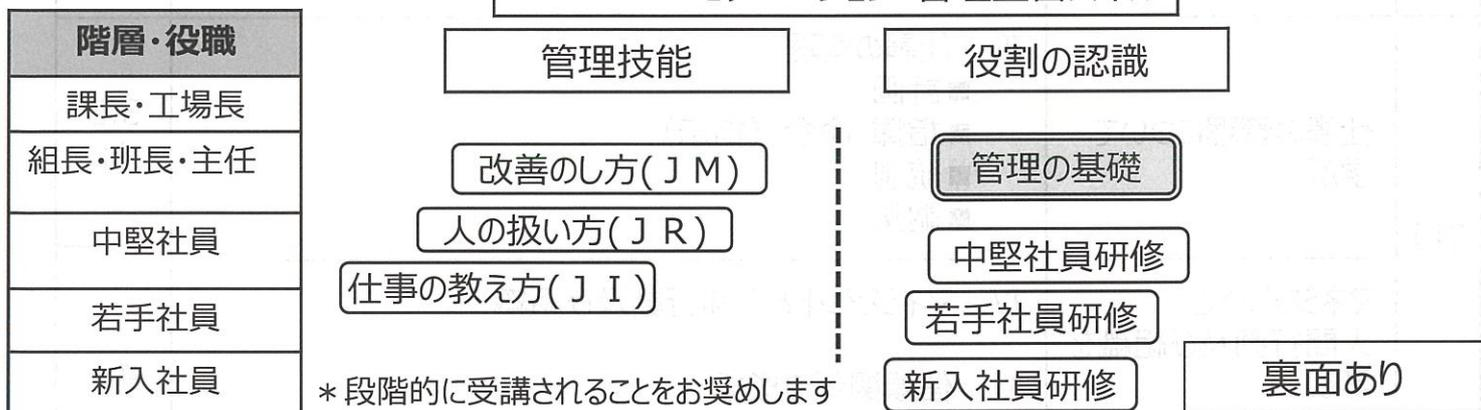 階層・役職
課長・工場長
組長・班長・主任
中堅社員
若手社員
新入社員
管理技能
改善のし方(ＪＭ)
人の扱い方(ＪＲ)
仕事の教え方(ＪＩ)
＊段階的に受講されることをお奨めします
役割の認識
管理の基礎
中堅社員研修
若手社員研修
新入社員研修
裏面あり